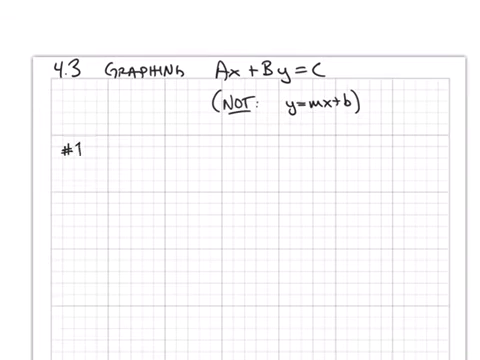 4.3 GRAPHING Ax + By = C
(NOT: y=mx+b)
#1